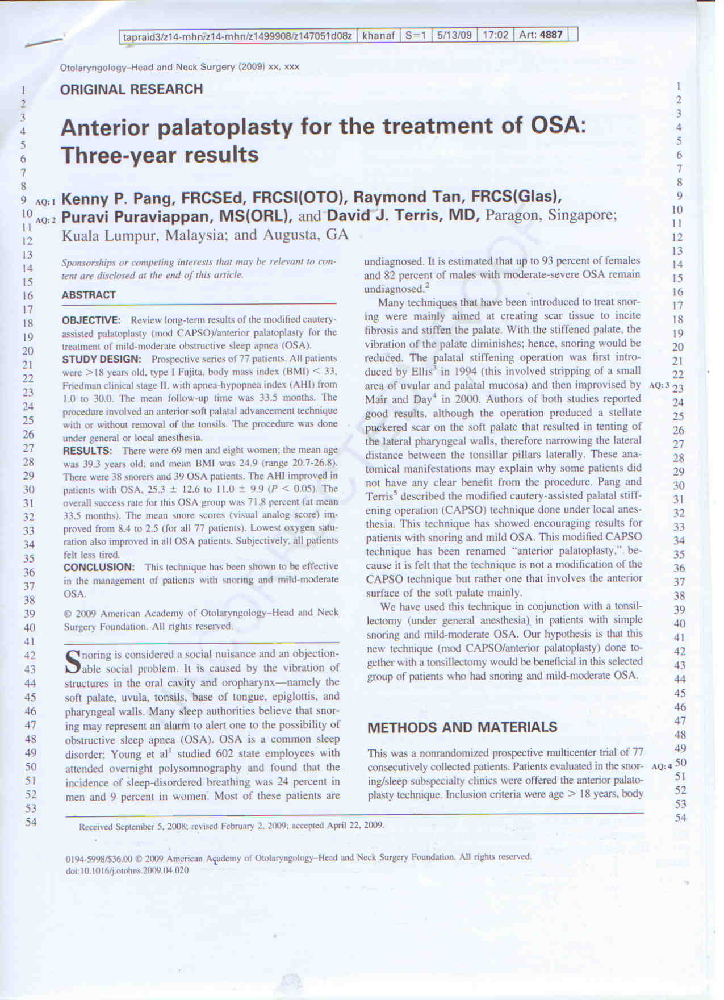 tapraid3/z14-mhn/z14-mhn/z1499908/z147051d08z khanaf S=1 5/13/09 17:02 Art: 4887
Otolaryngology–Head and Neck Surgery (2009) xx, xxx
ORIGINAL RESEARCH
Anterior palatoplasty for the treatment of OSA:
Three-year results
AQ: 1 Kenny P. Pang, FRCSEd, FRCSI(OTO), Raymond Tan, FRCS(Glas),
AQ: 2 Puravi Puraviappan, MS(ORL), and David J. Terris, MD, Paragon, Singapore;
Kuala Lumpur, Malaysia; and Augusta, GA
Sponsorships or competing interests that may be relevant to con-
tent are disclosed at the end of this article.
ABSTRACT
OBJECTIVE: Review long-term results of the modified cautery-
assisted palatoplasty (mod CAPSO)/anterior palatoplasty for the
treatment of mild-moderate obstructive sleep apnea (OSA).
STUDY DESIGN: Prospective series of 77 patients. All patients
were >18 years old, type I Fujita, body mass index (BMI) < 33,
Friedman clinical stage II, with apnea-hypopnea index (AHI) from
1.0 to 30.0. The mean follow-up time was 33.5 months. The
procedure involved an anterior soft palatal advancement technique
with or without removal of the tonsils. The procedure was done
under general or local anesthesia.
RESULTS: There were 69 men and eight women; the mean age
was 39.3 years old; and mean BMI was 24.9 (range 20.7-26.8).
There were 38 snorers and 39 OSA patients. The AHI improved in
patients with OSA, 25.3 ± 12.6 to 11.0 ± 9.9 (P < 0.05). The
overall success rate for this OSA group was 71.8 percent (at mean
33.5 months). The mean snore scores (visual analog score) im-
proved from 8.4 to 2.5 (for all 77 patients). Lowest oxygen satu-
ration also improved in all OSA patients. Subjectively, all patients
felt less tired.
CONCLUSION: This technique has been shown to be effective
in the management of patients with snoring and mild-moderate
OSA.
© 2009 American Academy of Otolaryngology–Head and Neck
Surgery Foundation. All rights reserved.
Snoring is considered a social nuisance and an objection-
able social problem. It is caused by the vibration of
structures in the oral cavity and oropharynx—namely the
soft palate, uvula, tonsils, base of tongue, epiglottis, and
pharyngeal walls. Many sleep authorities believe that snor-
ing may represent an alarm to alert one to the possibility of
obstructive sleep apnea (OSA). OSA is a common sleep
disorder; Young et al1 studied 602 state employees with
attended overnight polysomnography and found that the
incidence of sleep-disordered breathing was 24 percent in
men and 9 percent in women. Most of these patients are
undiagnosed. It is estimated that up to 93 percent of females
and 82 percent of males with moderate-severe OSA remain
undiagnosed.2
Many techniques that have been introduced to treat snor-
ing were mainly aimed at creating scar tissue to incite
fibrosis and stiffen the palate. With the stiffened palate, the
vibration of the palate diminishes; hence, snoring would be
reduced. The palatal stiffening operation was first intro-
duced by Ellis3 in 1994 (this involved stripping of a small
area of uvular and palatal mucosa) and then improvised by AQ: 3
Mair and Day4 in 2000. Authors of both studies reported
good results, although the operation produced a stellate
puckered scar on the soft palate that resulted in tenting of
the lateral pharyngeal walls, therefore narrowing the lateral
distance between the tonsillar pillars laterally. These ana-
tomical manifestations may explain why some patients did
not have any clear benefit from the procedure. Pang and
Terris5 described the modified cautery-assisted palatal stiff-
ening operation (CAPSO) technique done under local anes-
thesia. This technique has showed encouraging results for
patients with snoring and mild OSA. This modified CAPSO
technique has been renamed “anterior palatoplasty,” be-
cause it is felt that the technique is not a modification of the
CAPSO technique but rather one that involves the anterior
surface of the soft palate mainly.
We have used this technique in conjunction with a tonsil-
lectomy (under general anesthesia) in patients with simple
snoring and mild-moderate OSA. Our hypothesis is that this
new technique (mod CAPSO/anterior palatoplasty) done to-
gether with a tonsillectomy would be beneficial in this selected
group of patients who had snoring and mild-moderate OSA.
METHODS AND MATERIALS
This was a nonrandomized prospective multicenter trial of 77
consecutively collected patients. Patients evaluated in the snor- AQ: 4
ing/sleep subspecialty clinics were offered the anterior palato-
plasty technique. Inclusion criteria were age > 18 years, body
Received September 5, 2008; revised February 2, 2009; accepted April 22, 2009.
0194-5998/$36.00 © 2009 American Academy of Otolaryngology–Head and Neck Surgery Foundation. All rights reserved.
doi:10.1016/j.otohns.2009.04.020
UNCORRECTED PROOF